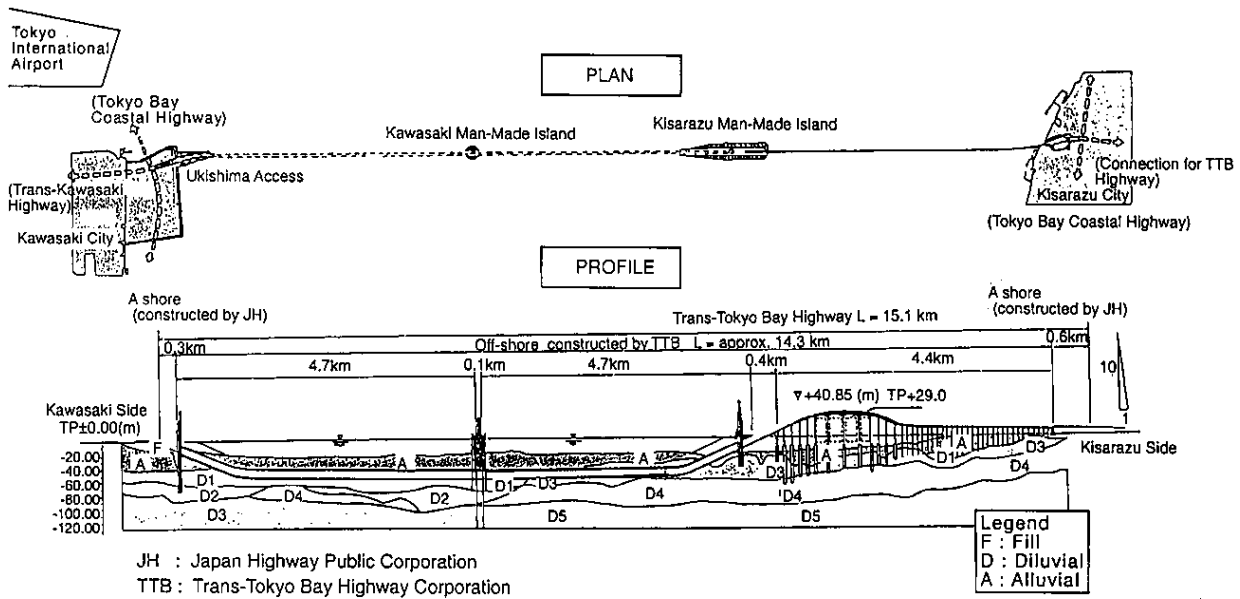 Tokyo
International
Airport
PLAN
(Tokyo Bay
Coastal Highway)
Kawasaki Man-Made Island
Kisarazu Man-Made Island
Ukishima Access
(Trans-Kawasaki
Highway)
Kawasaki City
(Connection for TTB
Highway)
Kisarazu City
(Tokyo Bay Coastal Highway)
PROFILE
A shore
(constructed by JH)
A shore
(constructed by JH)
Trans-Tokyo Bay Highway L = 15.1 km
0.3km
Off-shore constructed by TTB L = approx. 14.3 km
0.6km
4.7km
0.1km
4.7km
0.4km
4.4km
10
1
▽+40.85 (m) TP+29.0
Kawasaki Side
TP±0.00(m)
Kisarazu Side
F
A
A
A
A
A
-20.00
-40.00
-60.00
-80.00
-100.00
-120.00
D1
D2
D3
D4
D2
D1
D3
D4
D5
D3
D4
D5
D1
D3
D4
Legend
F : Fill
D : Diluvial
A : Alluvial
JH : Japan Highway Public Corporation
TTB : Trans-Tokyo Bay Highway Corporation